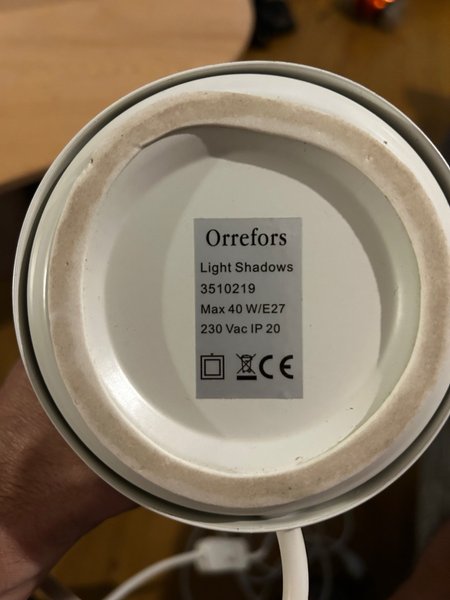 Orrefors
Light Shadows
3510219
Max 40 W/E27
230 Vac IP 20
CE